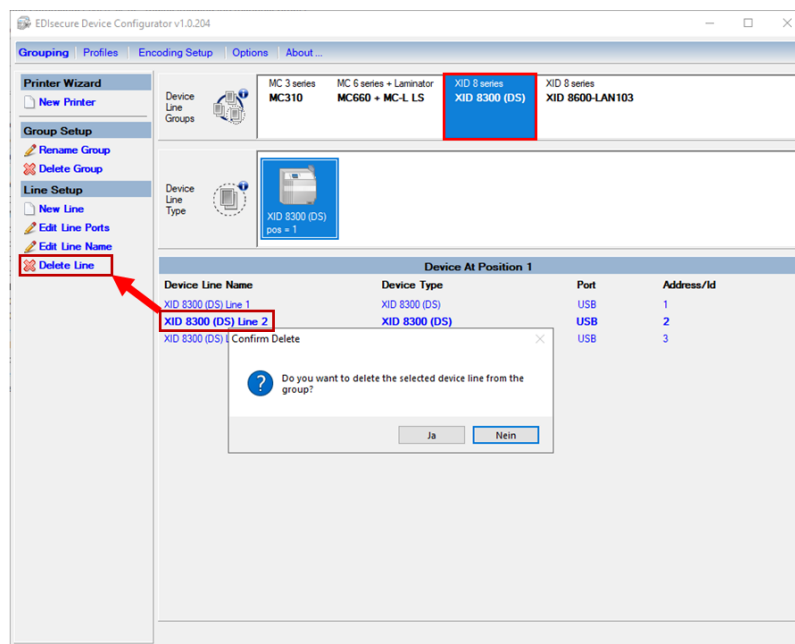 EDIsecure Device Configurator v1.0.204
Grouping Profiles Encoding Setup Options About ...
Printer Wizard
New Printer
Group Setup
Rename Group
Delete Group
Line Setup
New Line
Edit Line Ports
Edit Line Name
Delete Line
Device
Line
Groups
MC 3 series
MC310
MC 6 series + Laminator
MC660 + MC-L LS
XID 8 series
XID 8300 (DS)
XID 8 series
XID 8600-LAN103
Device
Line
Type
XID 8300 (DS)
pos = 1
Device At Position 1
Device Line Name Device Type Port Address/Id
XID 8300 (DS) Line 1 XID 8300 (DS) USB 1
XID 8300 (DS) Line 2 XID 8300 (DS) USB 2
XID 8300 (DS) L USB 3
Confirm Delete
Do you want to delete the selected device line from the
group?
Ja Nein